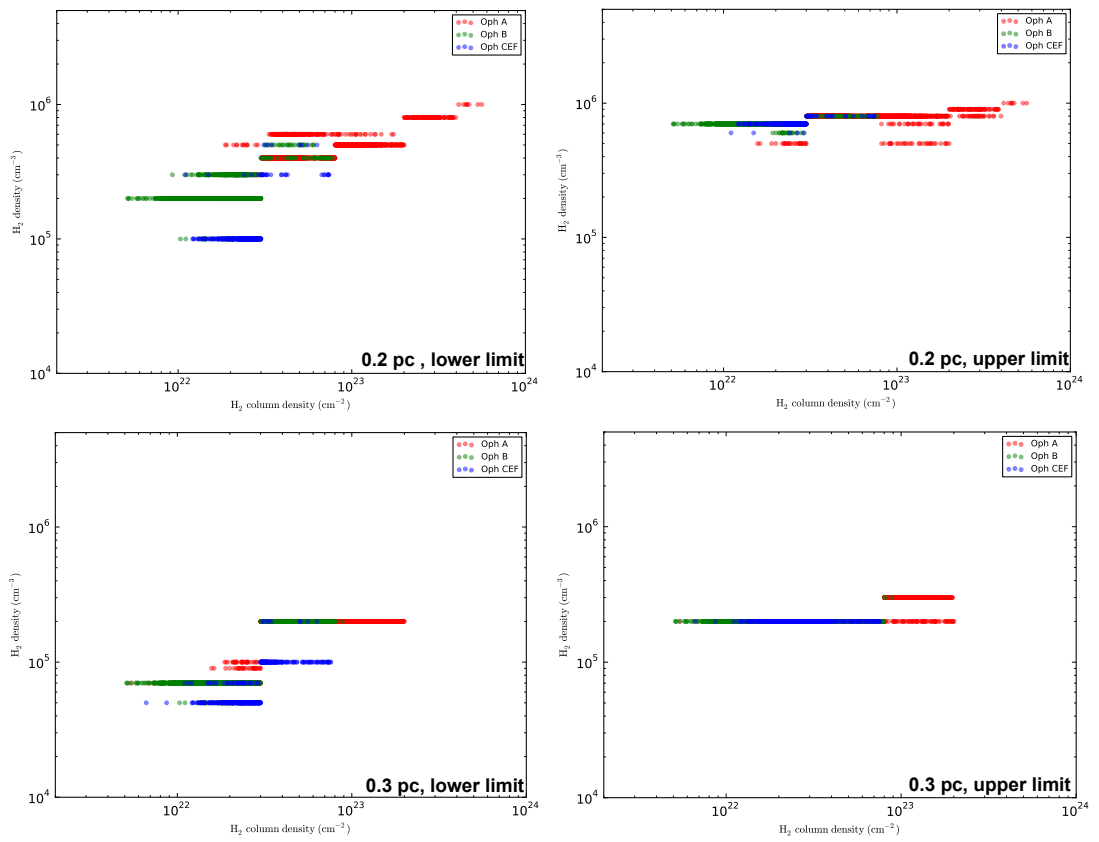 Oph A
Oph B
Oph CEF
10^6
10^5
10^4
H₂ density (cm⁻³)
0.2 pc , lower limit
10^22
10^23
10^24
H₂ column density (cm⁻²)
Oph A
Oph B
Oph CEF
10^6
10^5
10^4
H₂ density (cm⁻³)
0.2 pc, upper limit
10^22
10^23
10^24
H₂ column density (cm⁻²)
Oph A
Oph B
Oph CEF
10^6
10^5
10^4
H₂ density (cm⁻³)
0.3 pc, lower limit
10^22
10^23
10^24
H₂ column density (cm⁻²)
Oph A
Oph B
Oph CEF
10^6
10^5
10^4
H₂ density (cm⁻³)
0.3 pc, upper limit
10^22
10^23
10^24
H₂ column density (cm⁻²)